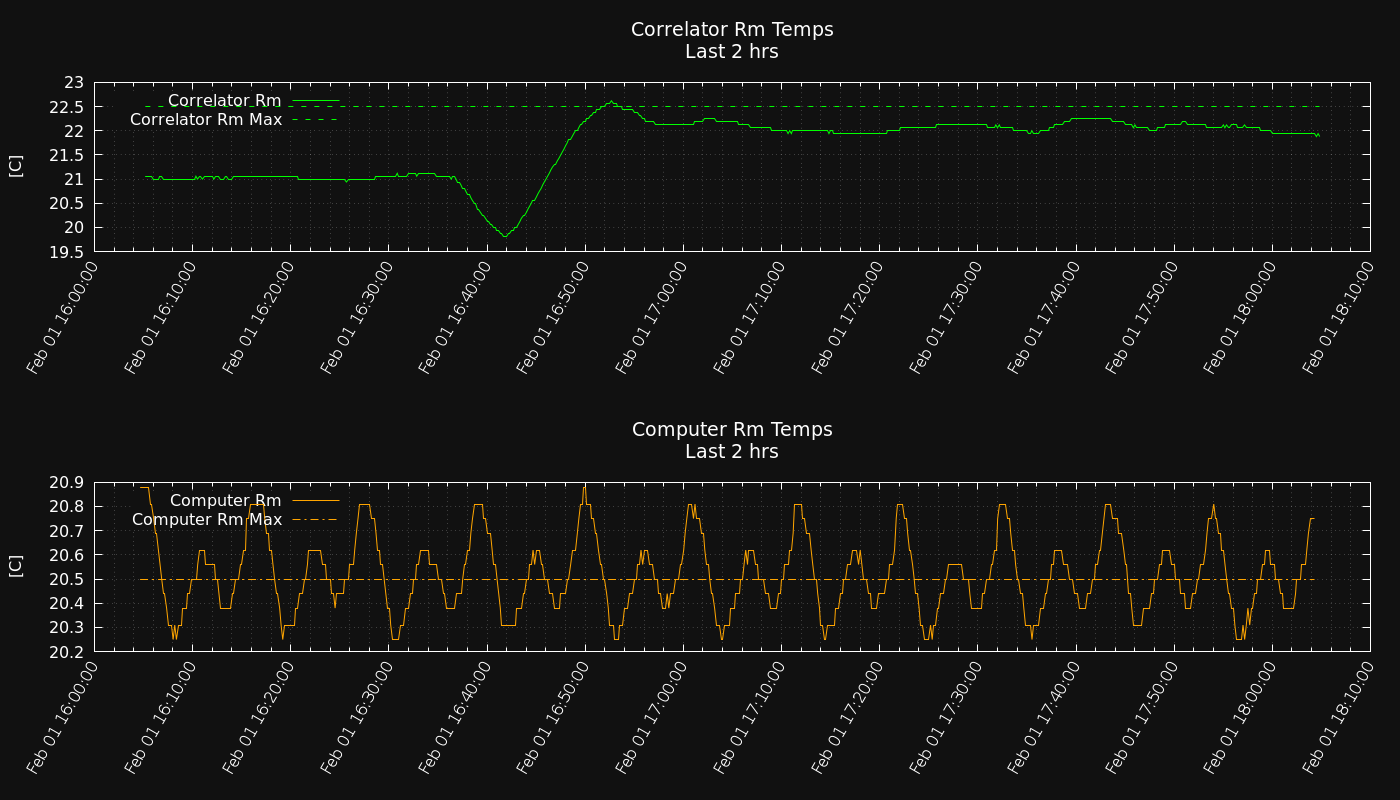 Correlator Rm Temps
Last 2 hrs
23
22.5
22
21.5
21
20.5
20
19.5
[C]
Correlator Rm
Correlator Rm Max
Feb 01 16:00:00
Feb 01 16:10:00
Feb 01 16:20:00
Feb 01 16:30:00
Feb 01 16:40:00
Feb 01 16:50:00
Feb 01 17:00:00
Feb 01 17:10:00
Feb 01 17:20:00
Feb 01 17:30:00
Feb 01 17:40:00
Feb 01 17:50:00
Feb 01 18:00:00
Feb 01 18:10:00
Computer Rm Temps
Last 2 hrs
20.9
20.8
20.7
20.6
20.5
20.4
20.3
20.2
[C]
Computer Rm
Computer Rm Max
Feb 01 16:00:00
Feb 01 16:10:00
Feb 01 16:20:00
Feb 01 16:30:00
Feb 01 16:40:00
Feb 01 16:50:00
Feb 01 17:00:00
Feb 01 17:10:00
Feb 01 17:20:00
Feb 01 17:30:00
Feb 01 17:40:00
Feb 01 17:50:00
Feb 01 18:00:00
Feb 01 18:10:00